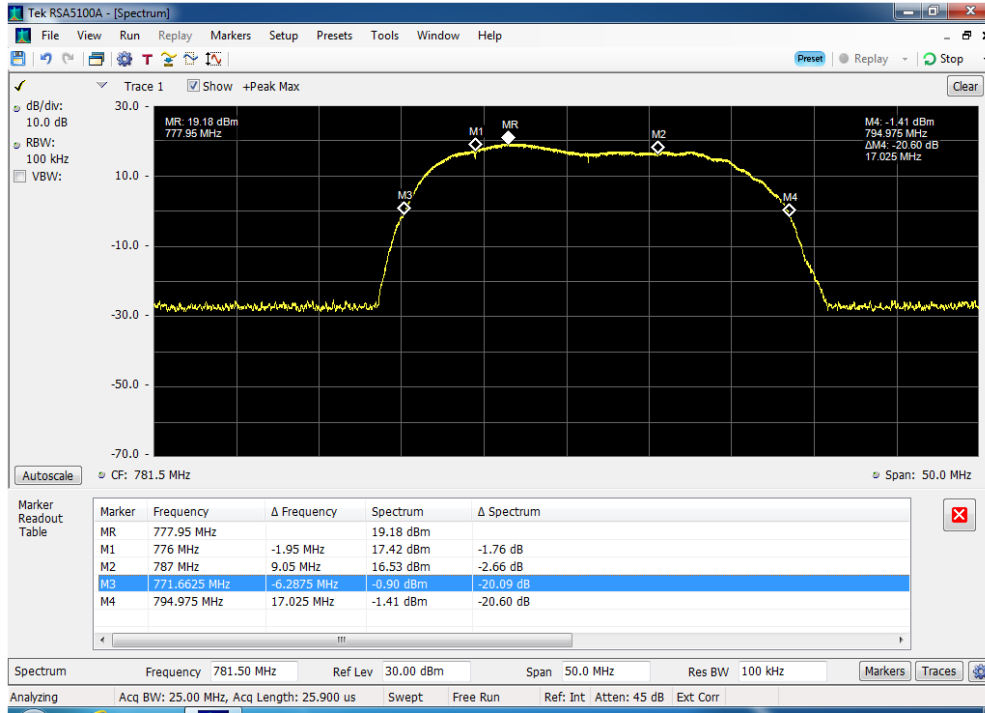 Tek RSA5100A - [Spectrum]
File View Run Replay Markers Setup Presets Tools Window Help
T Preset Replay Stop
Trace 1 Show +Peak Max Clear
dB/div:
10.0 dB
RBW:
100 kHz
VBW:
30.0
10.0
-10.0
-30.0
-50.0
-70.0
MR: 19.18 dBm
777.95 MHz
M1
MR
M2
M3
M4
M4: -1.41 dBm
794.975 MHz
ΔM4: -20.60 dB
17.025 MHz
Autoscale CF: 781.5 MHz Span: 50.0 MHz
Marker
Readout
Table
Marker Frequency Δ Frequency Spectrum Δ Spectrum
MR 777.95 MHz 19.18 dBm
M1 776 MHz -1.95 MHz 17.42 dBm -1.76 dB
M2 787 MHz 9.05 MHz 16.53 dBm -2.66 dB
M3 771.6625 MHz -6.2875 MHz -0.90 dBm -20.09 dB
M4 794.975 MHz 17.025 MHz -1.41 dBm -20.60 dB
Spectrum Frequency 781.50 MHz Ref Lev 30.00 dBm Span 50.0 MHz Res BW 100 kHz Markers Traces
Analyzing Acq BW: 25.00 MHz, Acq Length: 25.900 us Swept Free Run Ref: Int Atten: 45 dB Ext Corr